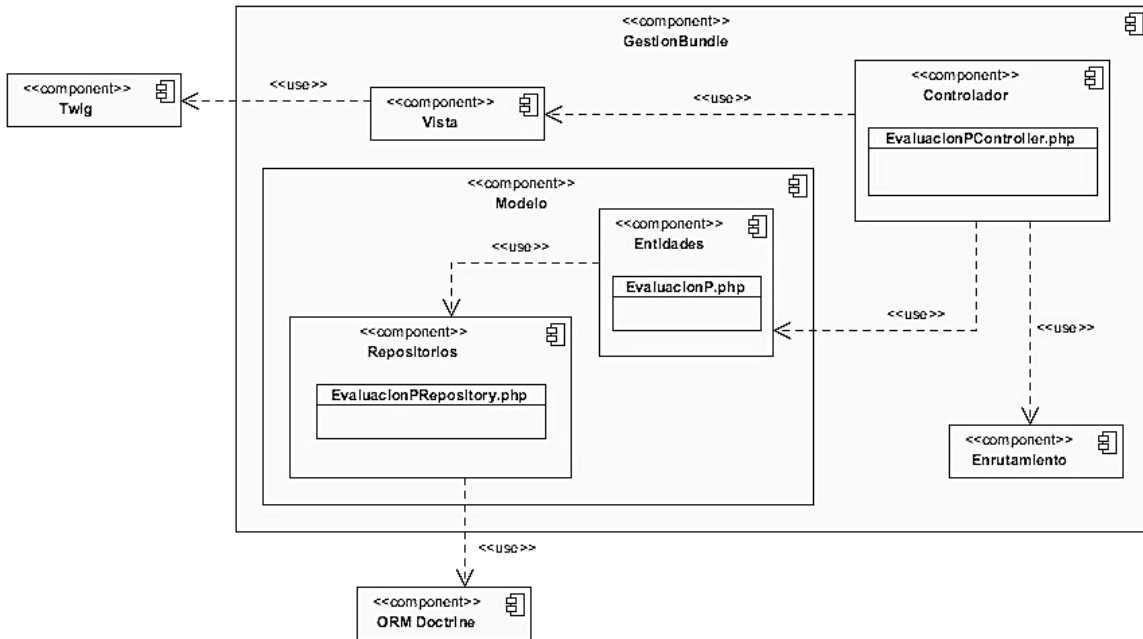 <<component>>
GestionBundle
<<component>>
Twig
<<use>>
<<component>>
Vista
<<use>>
<<component>>
Controlador
EvaluacionPController.php
<<component>>
Modelo
<<component>>
Entidades
EvaluacionP.php
<<use>>
<<component>>
Repositorios
EvaluacionPRepository.php
<<use>>
<<use>>
<<component>>
Enrutamiento
<<use>>
<<component>>
ORM Doctrine